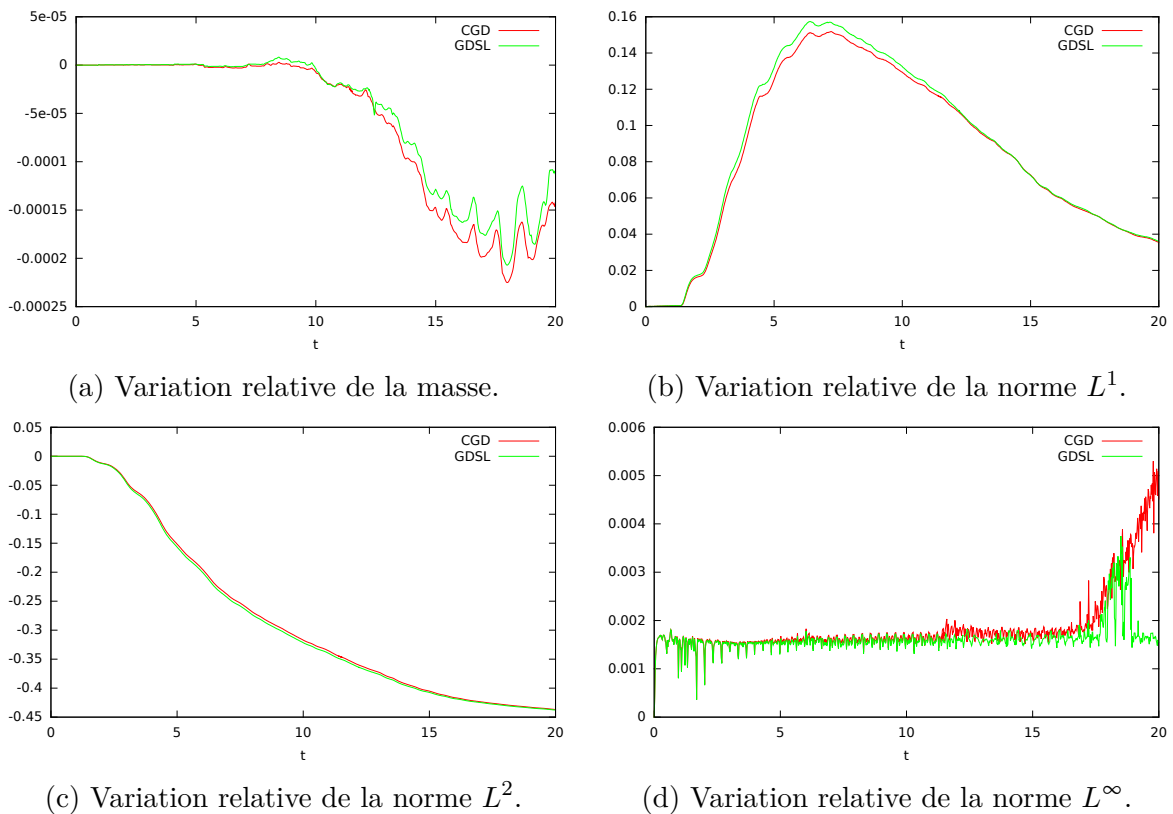 5e-05
0
-5e-05
-0.0001
-0.00015
-0.0002
-0.00025
0 5 10 15 20
t
CGD
GDSL
(a) Variation relative de la masse.
0.16
0.14
0.12
0.1
0.08
0.06
0.04
0.02
0
0 5 10 15 20
t
CGD
GDSL
(b) Variation relative de la norme L¹.
0.05
0
-0.05
-0.1
-0.15
-0.2
-0.25
-0.3
-0.35
-0.4
-0.45
0 5 10 15 20
t
CGD
GDSL
(c) Variation relative de la norme L².
0.006
0.005
0.004
0.003
0.002
0.001
0
0 5 10 15 20
t
CGD
GDSL
(d) Variation relative de la norme L^∞.